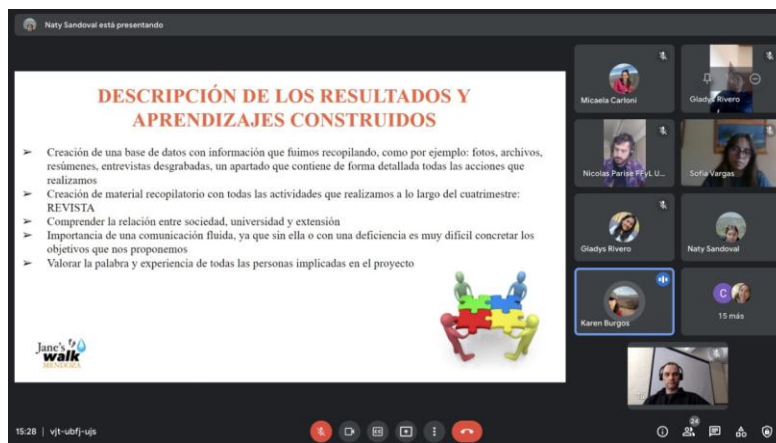 Naty Sandoval está presentando
DESCRIPCIÓN DE LOS RESULTADOS Y
APRENDIZAJES CONSTRUIDOS
➢ Creación de una base de datos con información que fuimos recopilando, como por ejemplo: fotos, archivos,
resúmenes, entrevistas desgrabadas, un apartado que contiene de forma detallada todas las acciones que
realizamos
➢ Creación de material recopilatorio con todas las actividades que realizamos a lo largo del cuatrimestre:
REVISTA
➢ Comprender la relación entre sociedad, universidad y extensión
➢ Importancia de una comunicación fluida, ya que sin ella o con una deficiencia es muy difícil concretar los
objetivos que nos proponemos
➢ Valorar la palabra y experiencia de todas las personas implicadas en el proyecto
Jane's
walk
MENDOZA
Micaela Carloni
Gladys Rivero
Nicolas Parise FFyL U...
Sofia Vargas
Gladys Rivero
Naty Sandoval
Karen Burgos
C
15 más
15:28 | vjt-ubfj-ujs
24